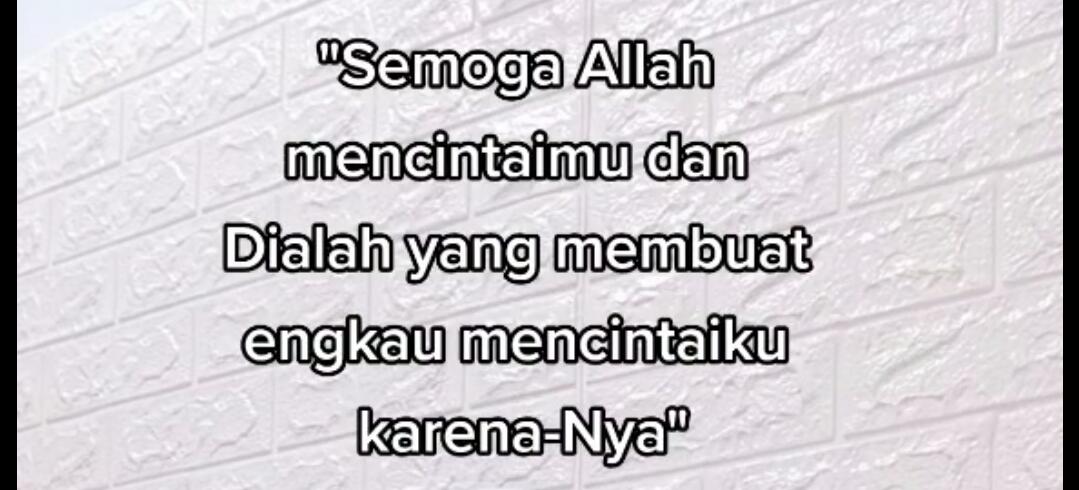 "Semoga Allah
mencintaimu dan
Dialah yang membuat
engkau mencintaiku
karena-Nya"